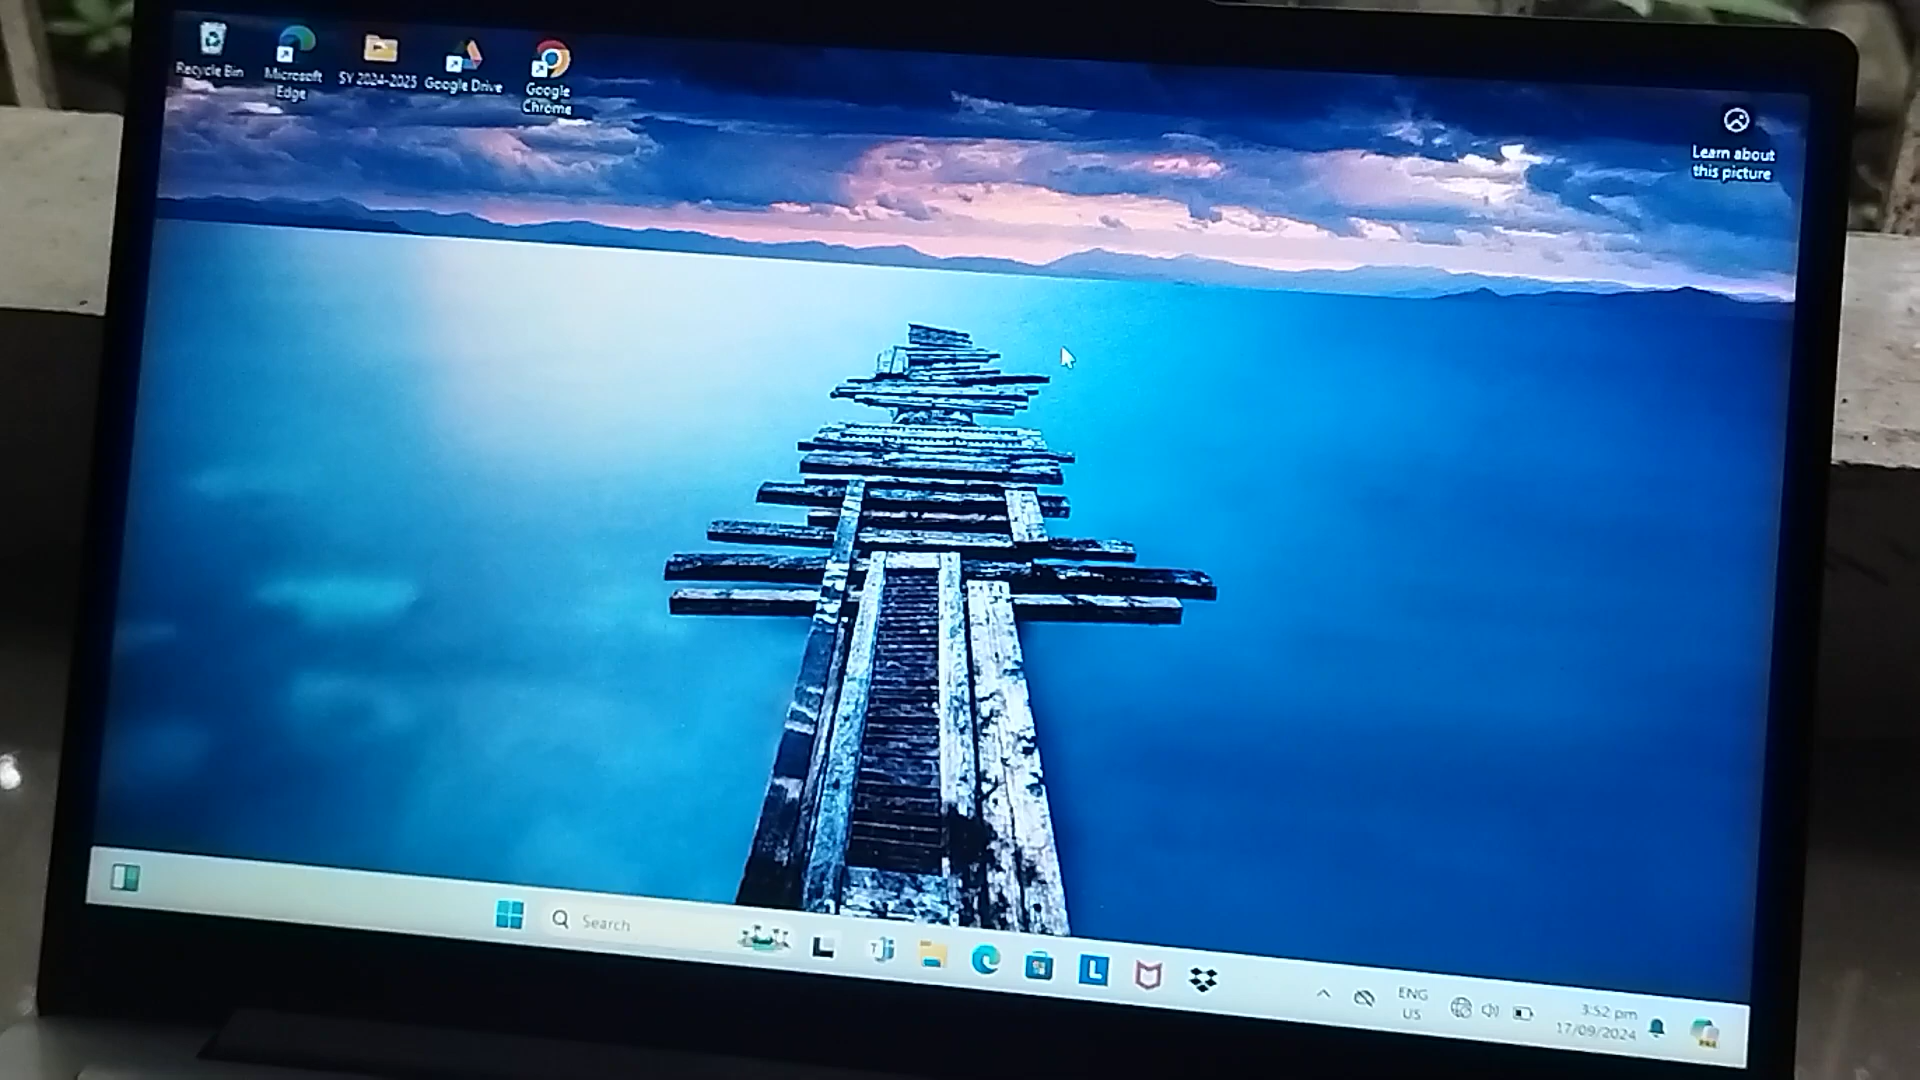 Recycle Bin
Microsoft
Edge
SY 2024-2025
Google Drive
Google
Chrome
Learn about
this picture
Search
ENG
US
3:52 pm
17/09/2024